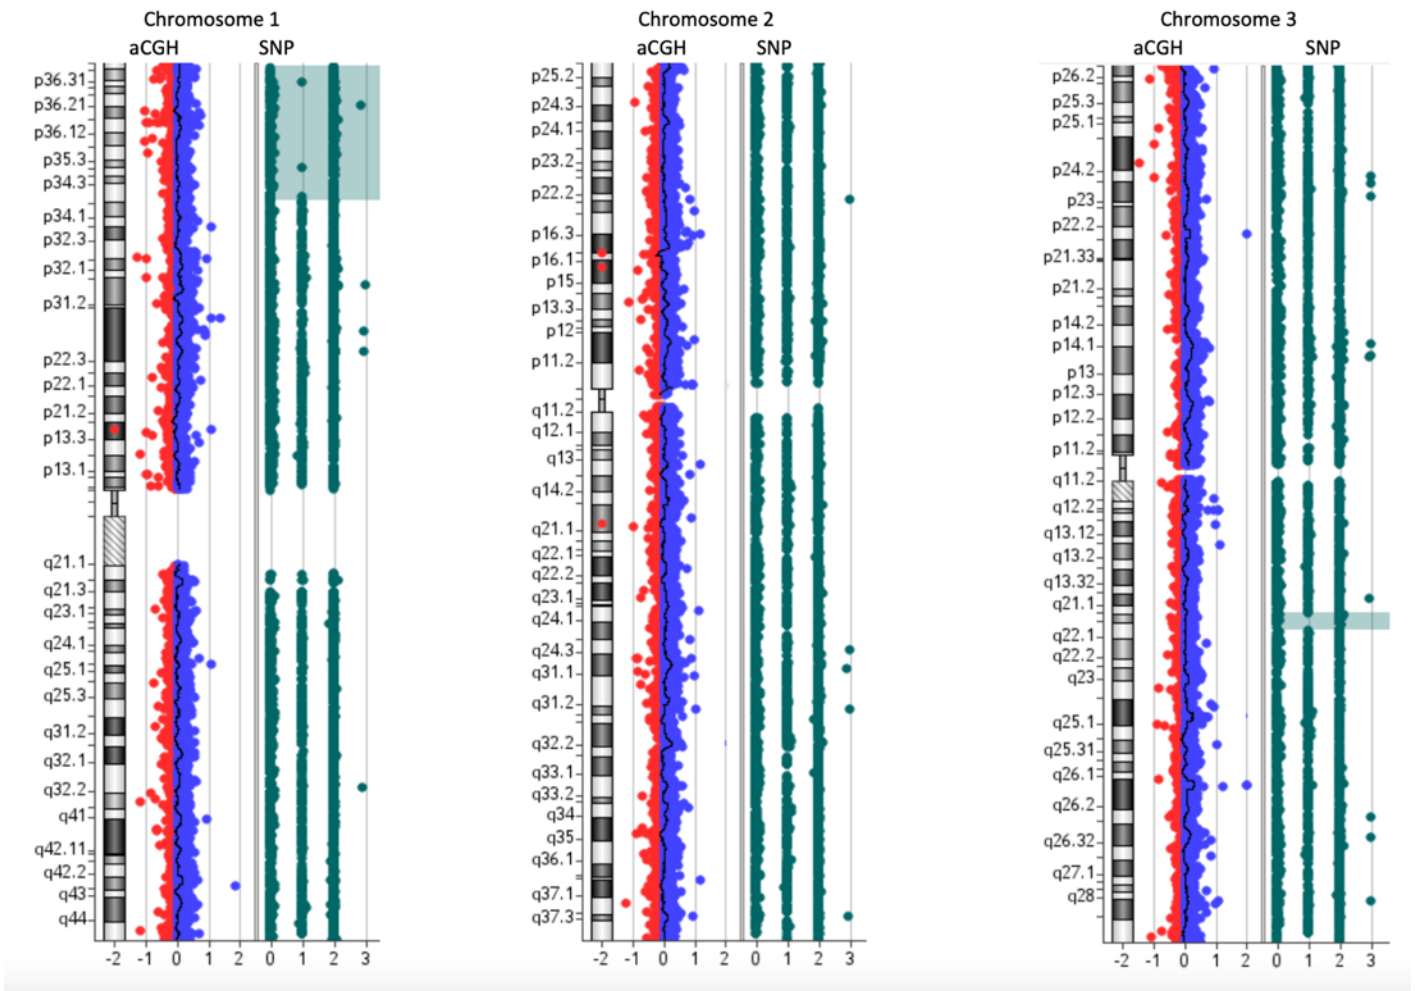 Chromosome 1
aCGH SNP
p36.31
p36.21
p36.12
p35.3
p34.3
p34.1
p32.3
p32.1
p31.2
p22.3
p22.1
p21.2
p13.3
p13.1
q21.1
q21.3
q23.1
q24.1
q25.1
q25.3
q31.2
q32.1
q32.2
q41
q42.11
q42.2
q43
q44
-2 -1 0 1 2 0 1 2 3
Chromosome 2
aCGH SNP
p25.2
p24.3
p24.1
p23.2
p22.2
p16.3
p16.1
p15
p13.3
p12
p11.2
q11.2
q12.1
q13
q14.2
q21.1
q22.1
q22.2
q23.1
q24.1
q24.3
q31.1
q31.2
q32.2
q33.1
q33.2
q34
q35
q36.1
q37.1
q37.3
-2 -1 0 1 2 0 1 2 3
Chromosome 3
aCGH SNP
p26.2
p25.3
p25.1
p24.2
p23
p22.2
p21.33
p21.2
p14.2
p14.1
p13
p12.3
p12.2
p11.2
q11.2
q12.2
q13.12
q13.2
q13.32
q21.1
q22.1
q22.2
q23
q25.1
q25.31
q26.1
q26.2
q26.32
q27.1
q28
-2 -1 0 1 2 0 1 2 3